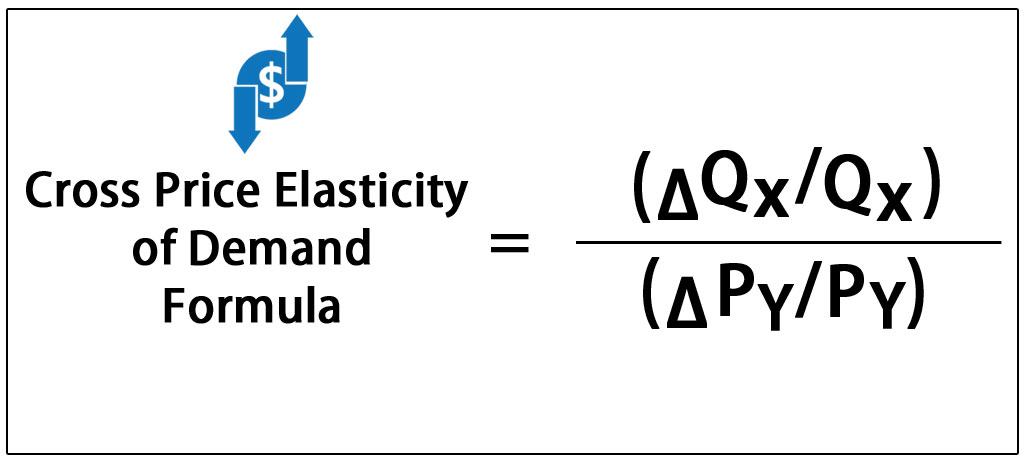 $
Cross Price Elasticity
of Demand
Formula
=
(ΔQX/QX)
(ΔPY/PY)